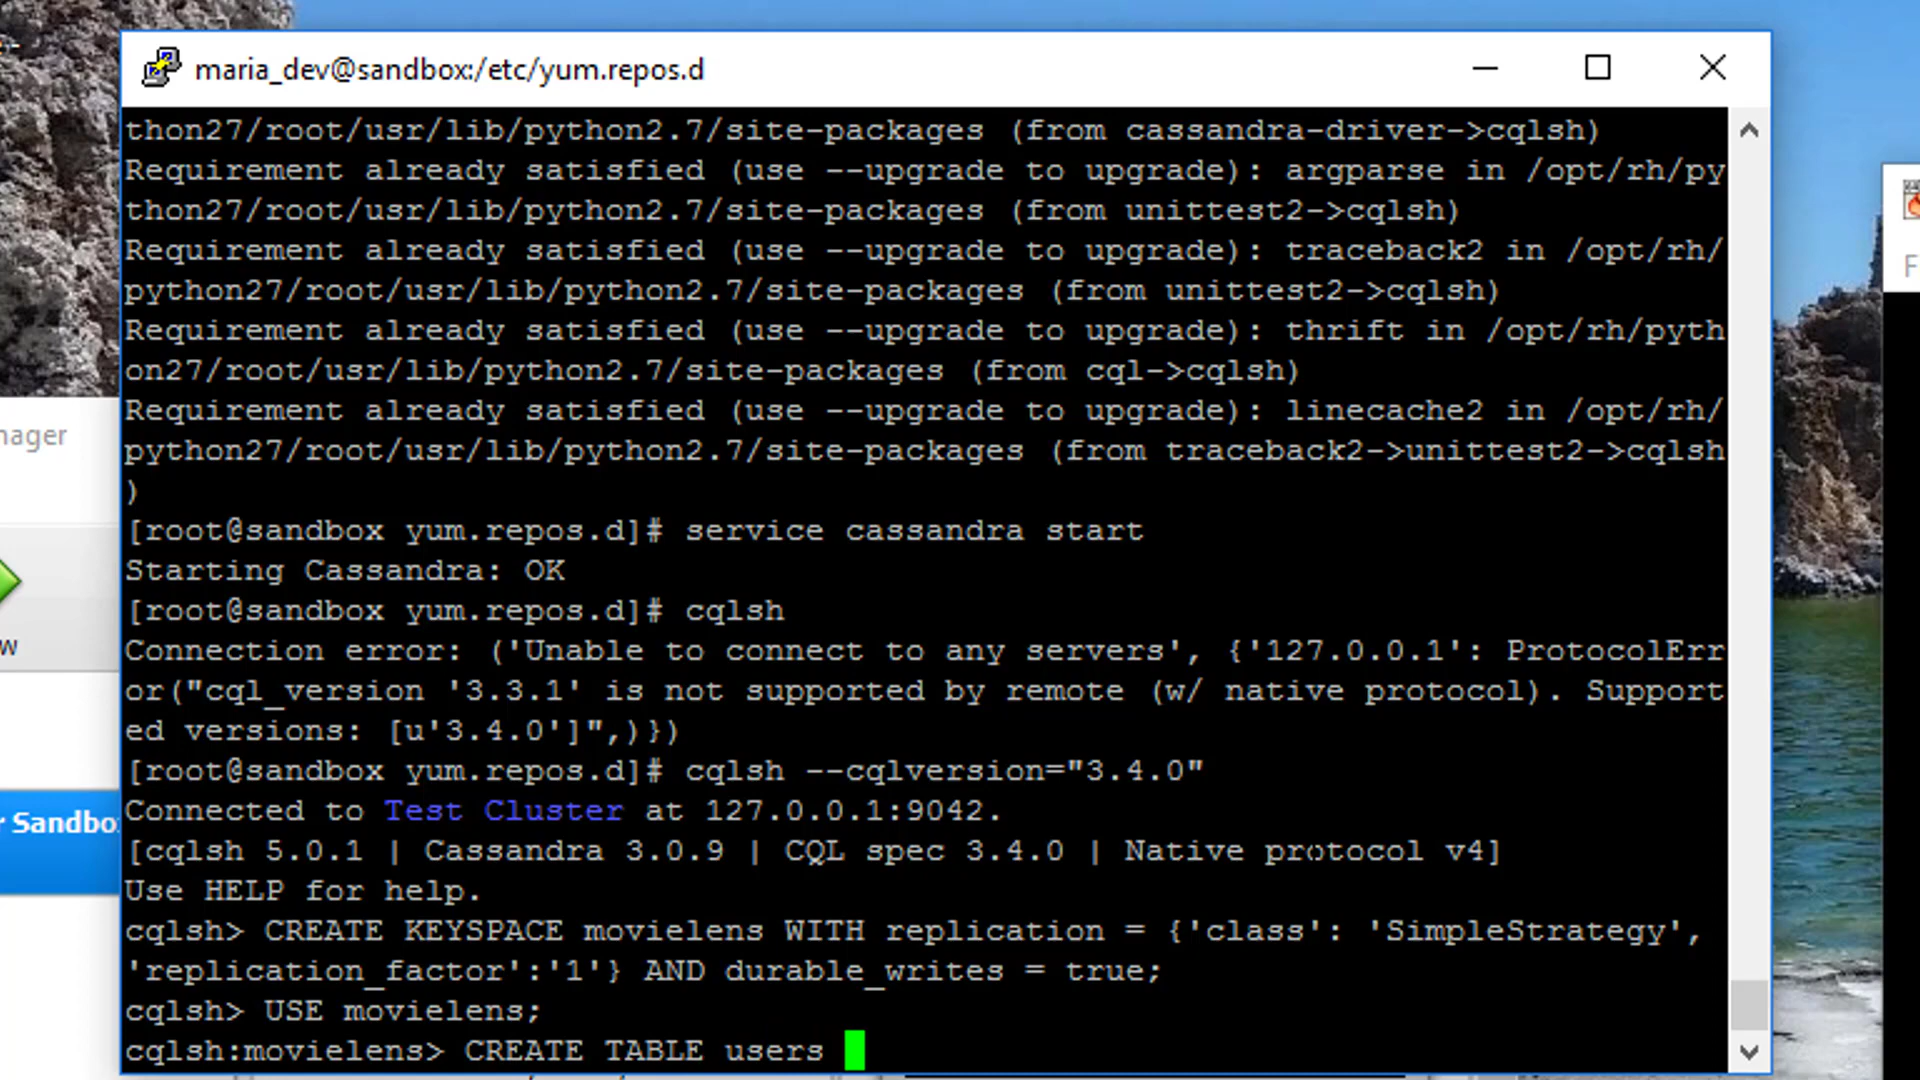 maria_dev@sandbox:/etc/yum.repos.d
thon27/root/usr/lib/python2.7/site-packages (from cassandra-driver->cqlsh)
Requirement already satisfied (use --upgrade to upgrade): argparse in /opt/rh/py
thon27/root/usr/lib/python2.7/site-packages (from unittest2->cqlsh)
Requirement already satisfied (use --upgrade to upgrade): traceback2 in /opt/rh/
python27/root/usr/lib/python2.7/site-packages (from unittest2->cqlsh)
Requirement already satisfied (use --upgrade to upgrade): thrift in /opt/rh/pyth
on27/root/usr/lib/python2.7/site-packages (from cql->cqlsh)
Requirement already satisfied (use --upgrade to upgrade): linecache2 in /opt/rh/
python27/root/usr/lib/python2.7/site-packages (from traceback2->unittest2->cqlsh
)
[root@sandbox yum.repos.d]# service cassandra start
Starting Cassandra: OK
[root@sandbox yum.repos.d]# cqlsh
Connection error: ('Unable to connect to any servers', {'127.0.0.1': ProtocolErr
or("cql_version '3.3.1' is not supported by remote (w/ native protocol). Support
ed versions: [u'3.4.0']",)})
[root@sandbox yum.repos.d]# cqlsh --cqlversion="3.4.0"
Connected to Test Cluster at 127.0.0.1:9042.
[cqlsh 5.0.1 | Cassandra 3.0.9 | CQL spec 3.4.0 | Native protocol v4]
Use HELP for help.
cqlsh> CREATE KEYSPACE movielens WITH replication = {'class': 'SimpleStrategy',
'replication_factor':'1'} AND durable_writes = true;
cqlsh> USE movielens;
cqlsh:movielens> CREATE TABLE users
nager
w
r Sandbo
F